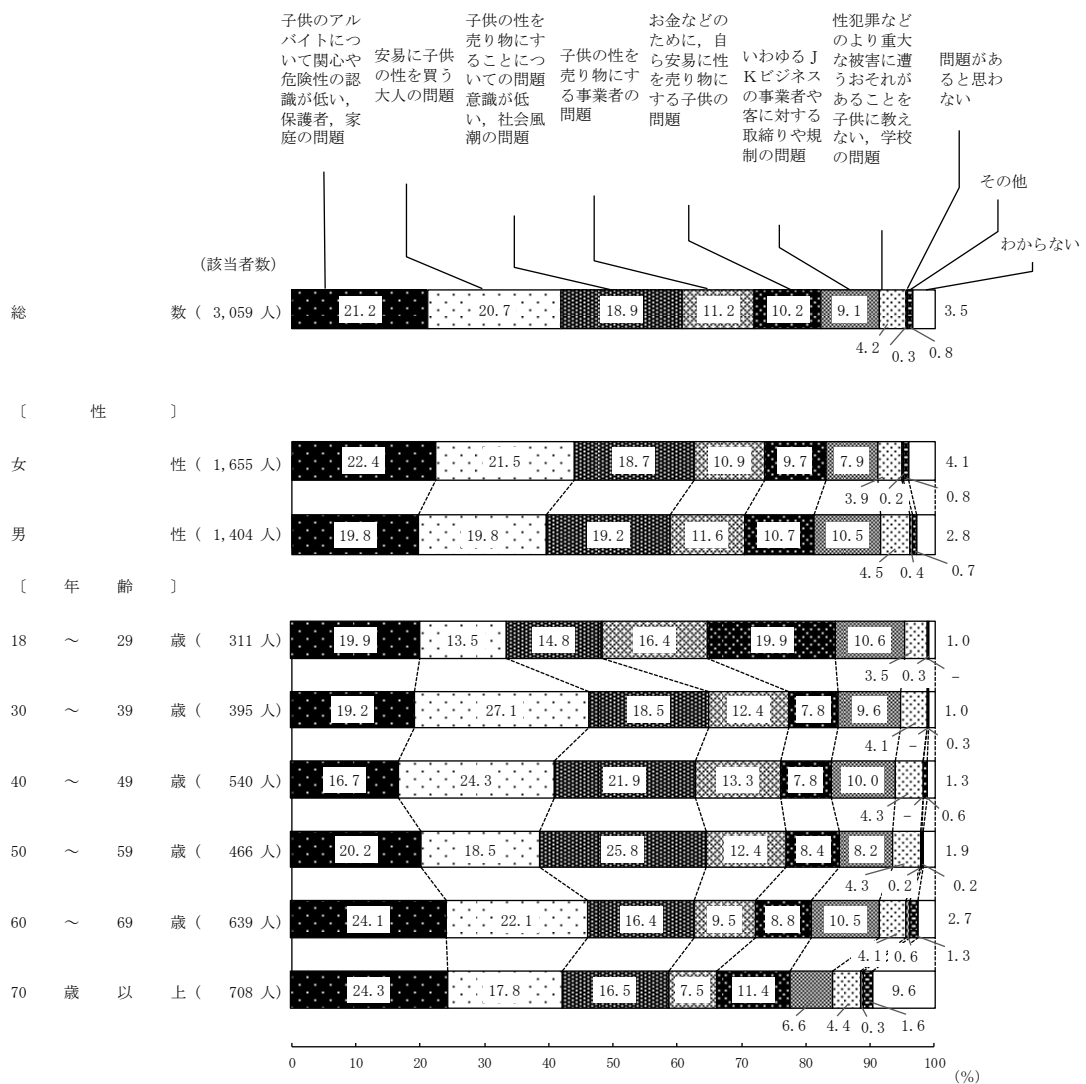 子供のアル
バイトにつ
いて関心や
危険性の認
識が低い，
保護者，家
庭の問題
安易に子供
の性を買う
大人の問題
子供の性を
売り物にす
ることにつ
いての問題
意識が低
い，社会風
潮の問題
子供の性を
売り物にす
る事業者の
問題
お金などの
ために，自
ら安易に性
を売り物に
する子供の
問題
いわゆるＪ
Ｋビジネス
の事業者や
客に対する
取締りや規
制の問題
性犯罪など
のより重大
な被害に遭
うおそれが
あることを
子供に教え
ない，学校
の問題
問題があ
ると思わ
ない
その他
わからない
（該当者数）
総 数 ( 3,059 人) 21.2 20.7 18.9 11.2 10.2 9.1 3.5
4.2 0.3 0.8
〔 性 〕
女 性 ( 1,655 人) 22.4 21.5 18.7 10.9 9.7 7.9 4.1
3.9 0.2 0.8
男 性 ( 1,404 人) 19.8 19.8 19.2 11.6 10.7 10.5 2.8
4.5 0.4 0.7
〔 年 齢 〕
18 ～ 29 歳 ( 311 人) 19.9 13.5 14.8 16.4 19.9 10.6 1.0
3.5 0.3 －
30 ～ 39 歳 ( 395 人) 19.2 27.1 18.5 12.4 7.8 9.6 1.0
4.1 － 0.3
40 ～ 49 歳 ( 540 人) 16.7 24.3 21.9 13.3 7.8 10.0 1.3
4.3 － 0.6
50 ～ 59 歳 ( 466 人) 20.2 18.5 25.8 12.4 8.4 8.2 1.9
4.3 0.2 0.2
60 ～ 69 歳 ( 639 人) 24.1 22.1 16.4 9.5 8.8 10.5 2.7
4.1 0.6 1.3
70 歳 以 上 ( 708 人) 24.3 17.8 16.5 7.5 11.4 9.6
6.6 4.4 0.3 1.6
0 10 20 30 40 50 60 70 80 90 100
(%)